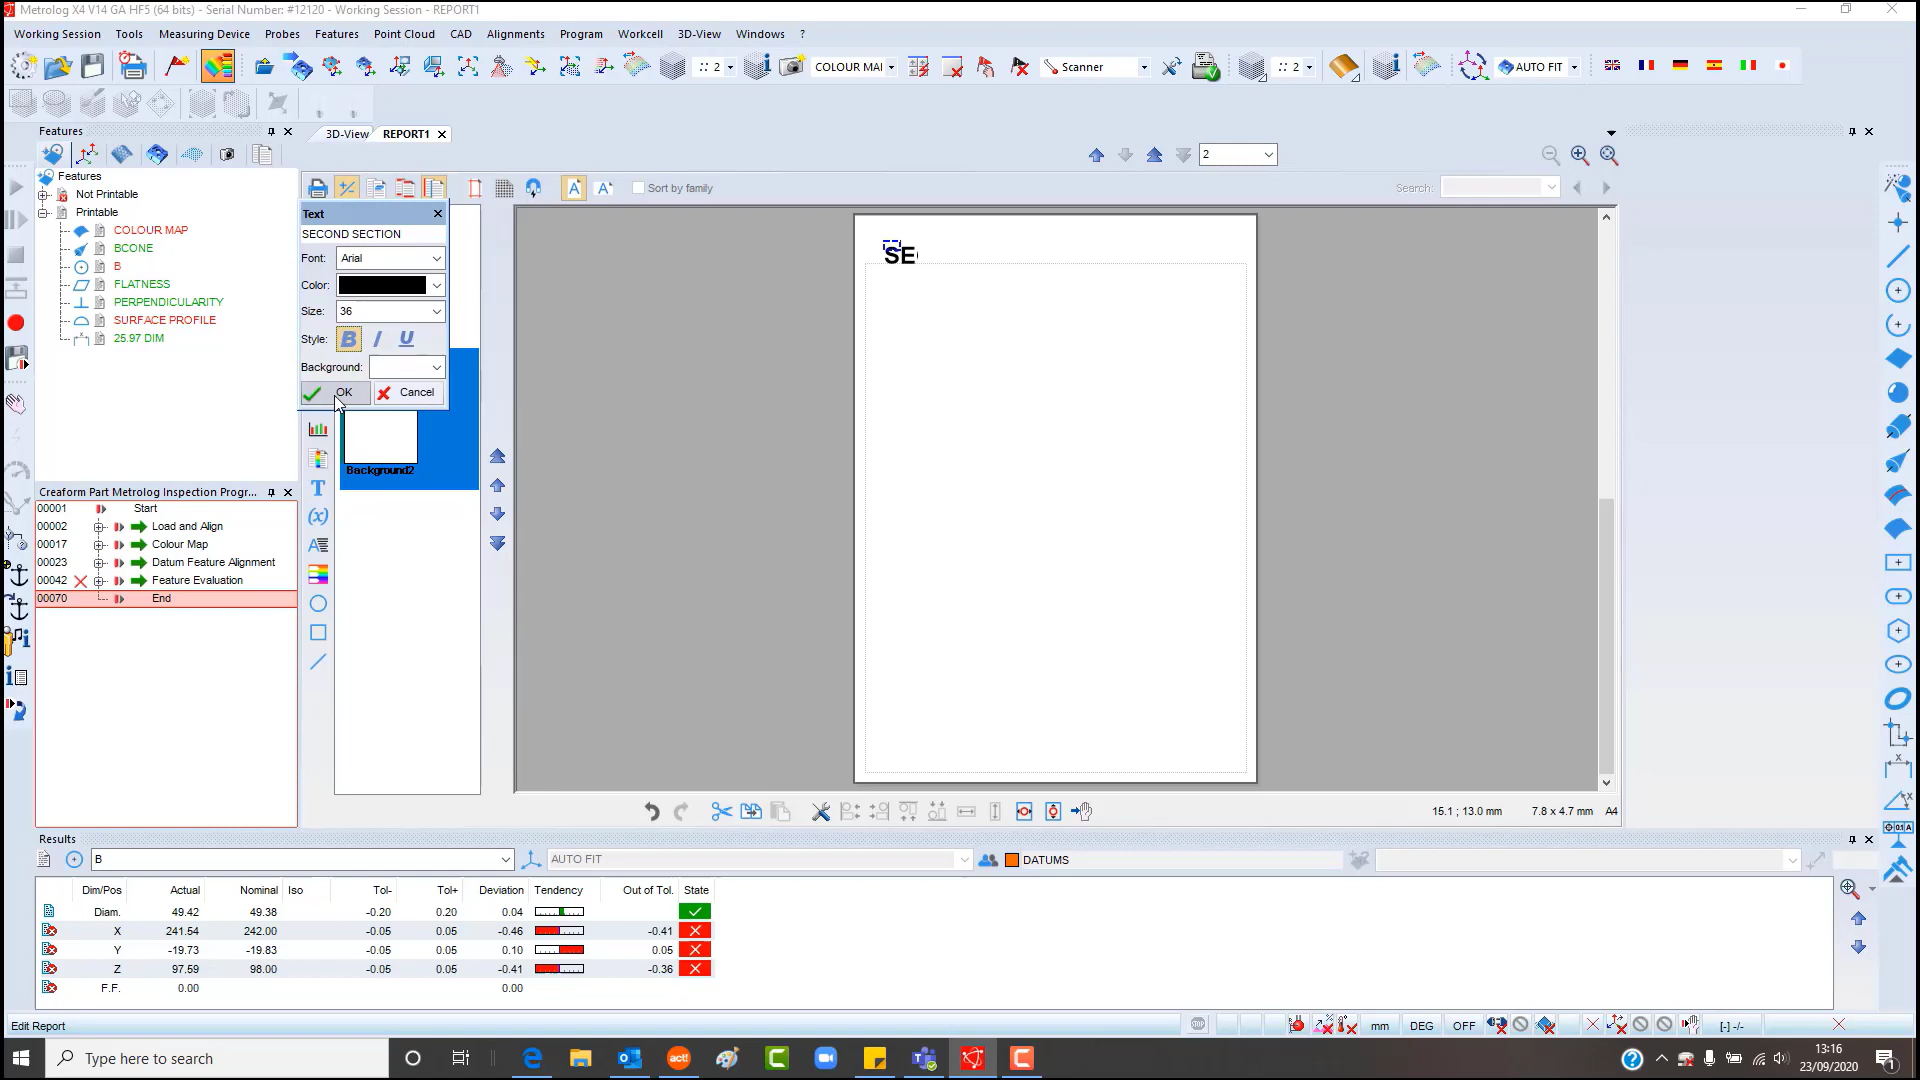 Metrolog X4 V14 GA HF5 (64 bits) - Serial Number: #12120 - Working Session - REPORT1
Working Session Tools Measuring Device Probes Features Point Cloud CAD Alignments Program Workcell 3D-View Windows ?
:: 2 COLOUR MAI Scanner :: 2 AUTO FIT
Features 3D-View REPORT1
2
Features
Not Printable
Printable
COLOUR MAP
BCONE
B
FLATNESS
PERPENDICULARITY
SURFACE PROFILE
25.97 DIM
A A Sort by family Search:
Text
SECOND SECTION
Font: Arial
Color:
Size: 36
Style: B I U
Background:
OK Cancel
Background2
SE
Creaform Part Metrolog Inspection Progr...
00001 Start
00002 Load and Align
00017 Colour Map
00023 Datum Feature Alignment
00042 Feature Evaluation
00070 End
T
(x)
A
15.1 ; 13.0 mm 7.8 x 4.7 mm A4
Results
B AUTO FIT DATUMS
Dim/Pos Actual Nominal Iso Tol- Tol+ Deviation Tendency Out of Tol. State
Diam. 49.42 49.38 -0.20 0.20 0.04
X 241.54 242.00 -0.05 0.05 -0.46 -0.41
Y -19.73 -19.83 -0.05 0.05 0.10 0.05
Z 97.59 98.00 -0.05 0.05 -0.41 -0.36
F.F. 0.00 0.00
Edit Report STOP mm DEG OFF [-] -/-
Type here to search act! 13:16
23/09/2020 1